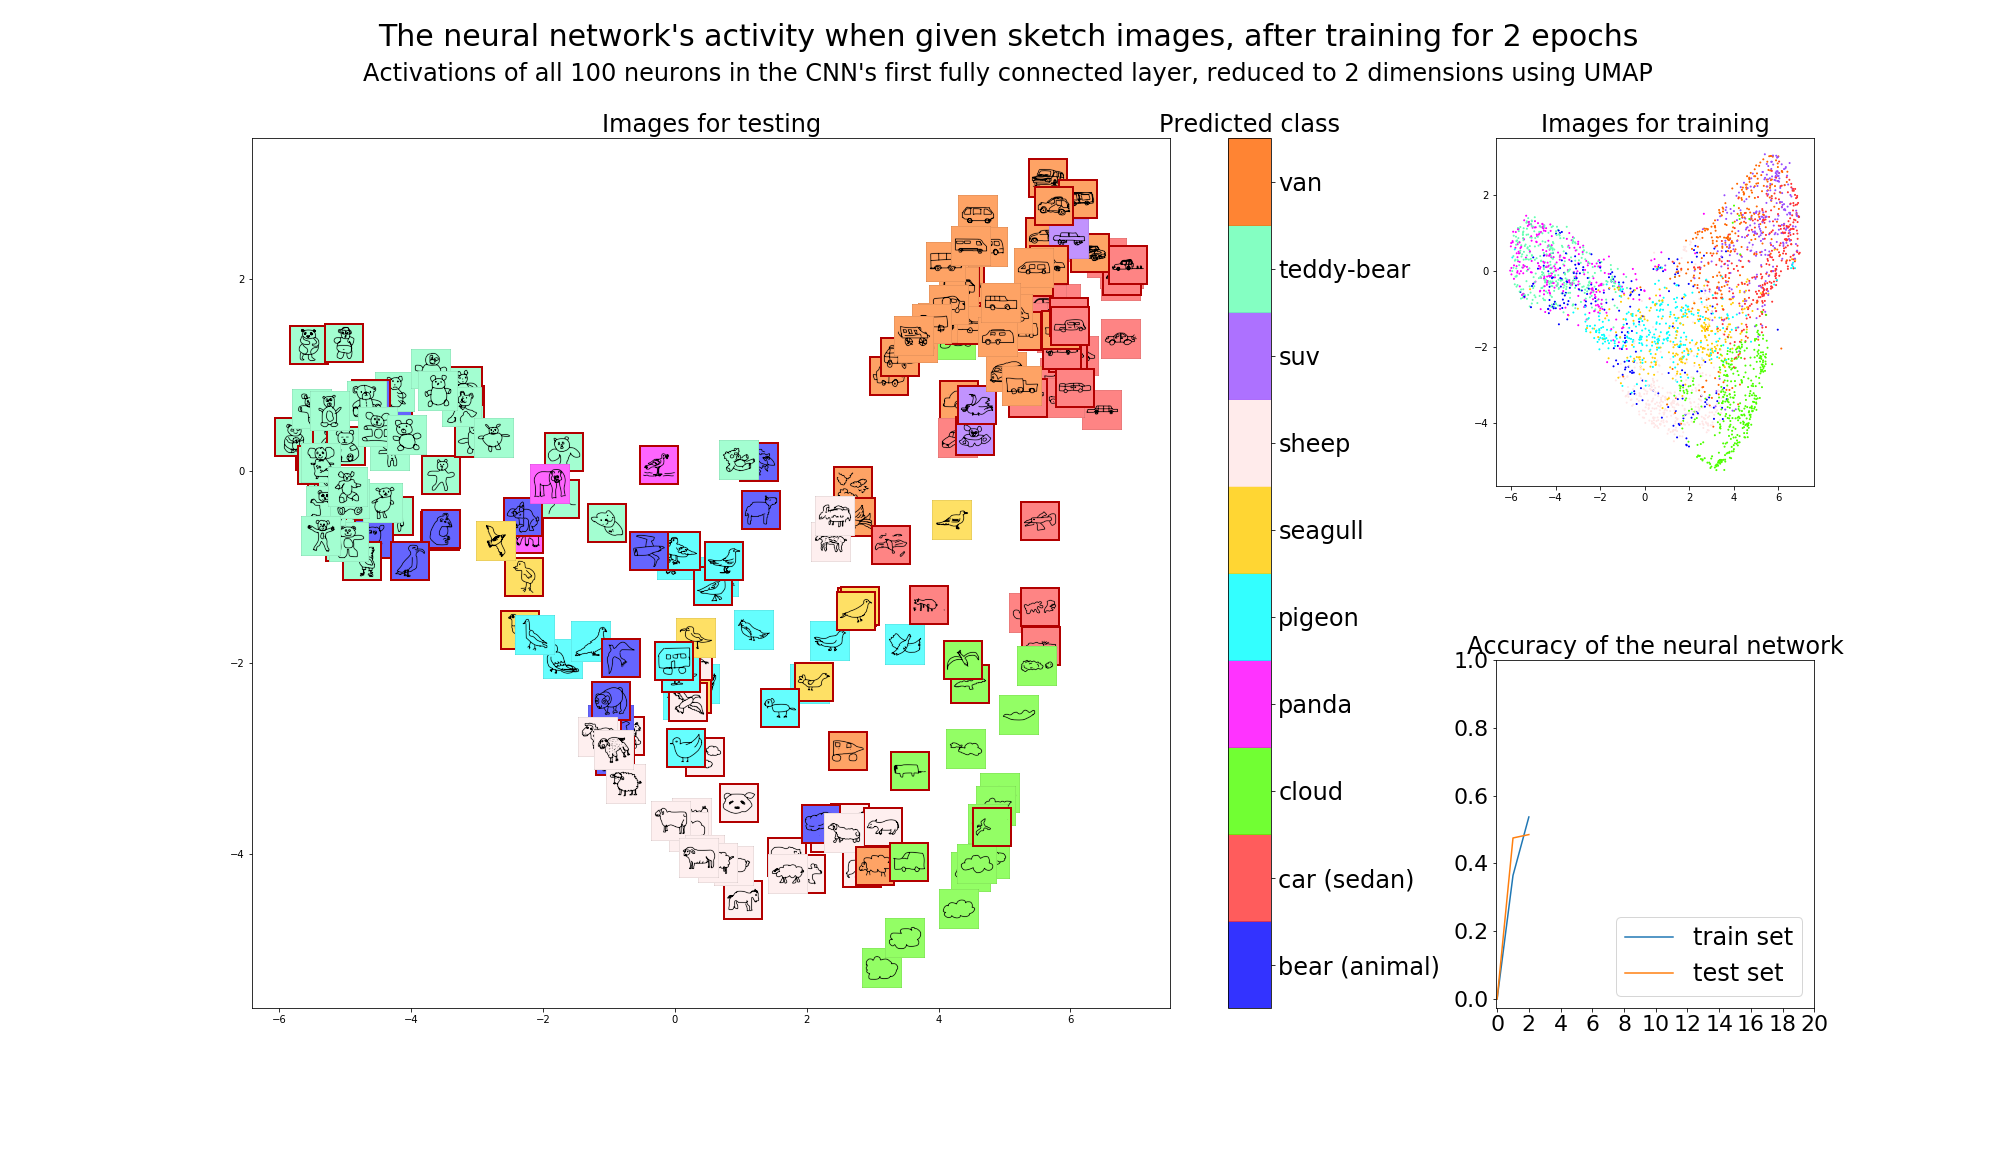 The neural network's activity when given sketch images, after training for 2 epochs
Activations of all 100 neurons in the CNN's first fully connected layer, reduced to 2 dimensions using UMAP
Images for testing
2
0
−2
−4
−6
−4
−2
0
2
4
6
Predicted class
van
teddy-bear
suv
sheep
seagull
pigeon
panda
cloud
car (sedan)
bear (animal)
Images for training
2
0
−2
−4
−6
−4
−2
0
2
4
6
Accuracy of the neural network
1.0
0.8
0.6
0.4
0.2
0.0
train set
test set
0 2 4 6 8 10 12 14 16 18 20